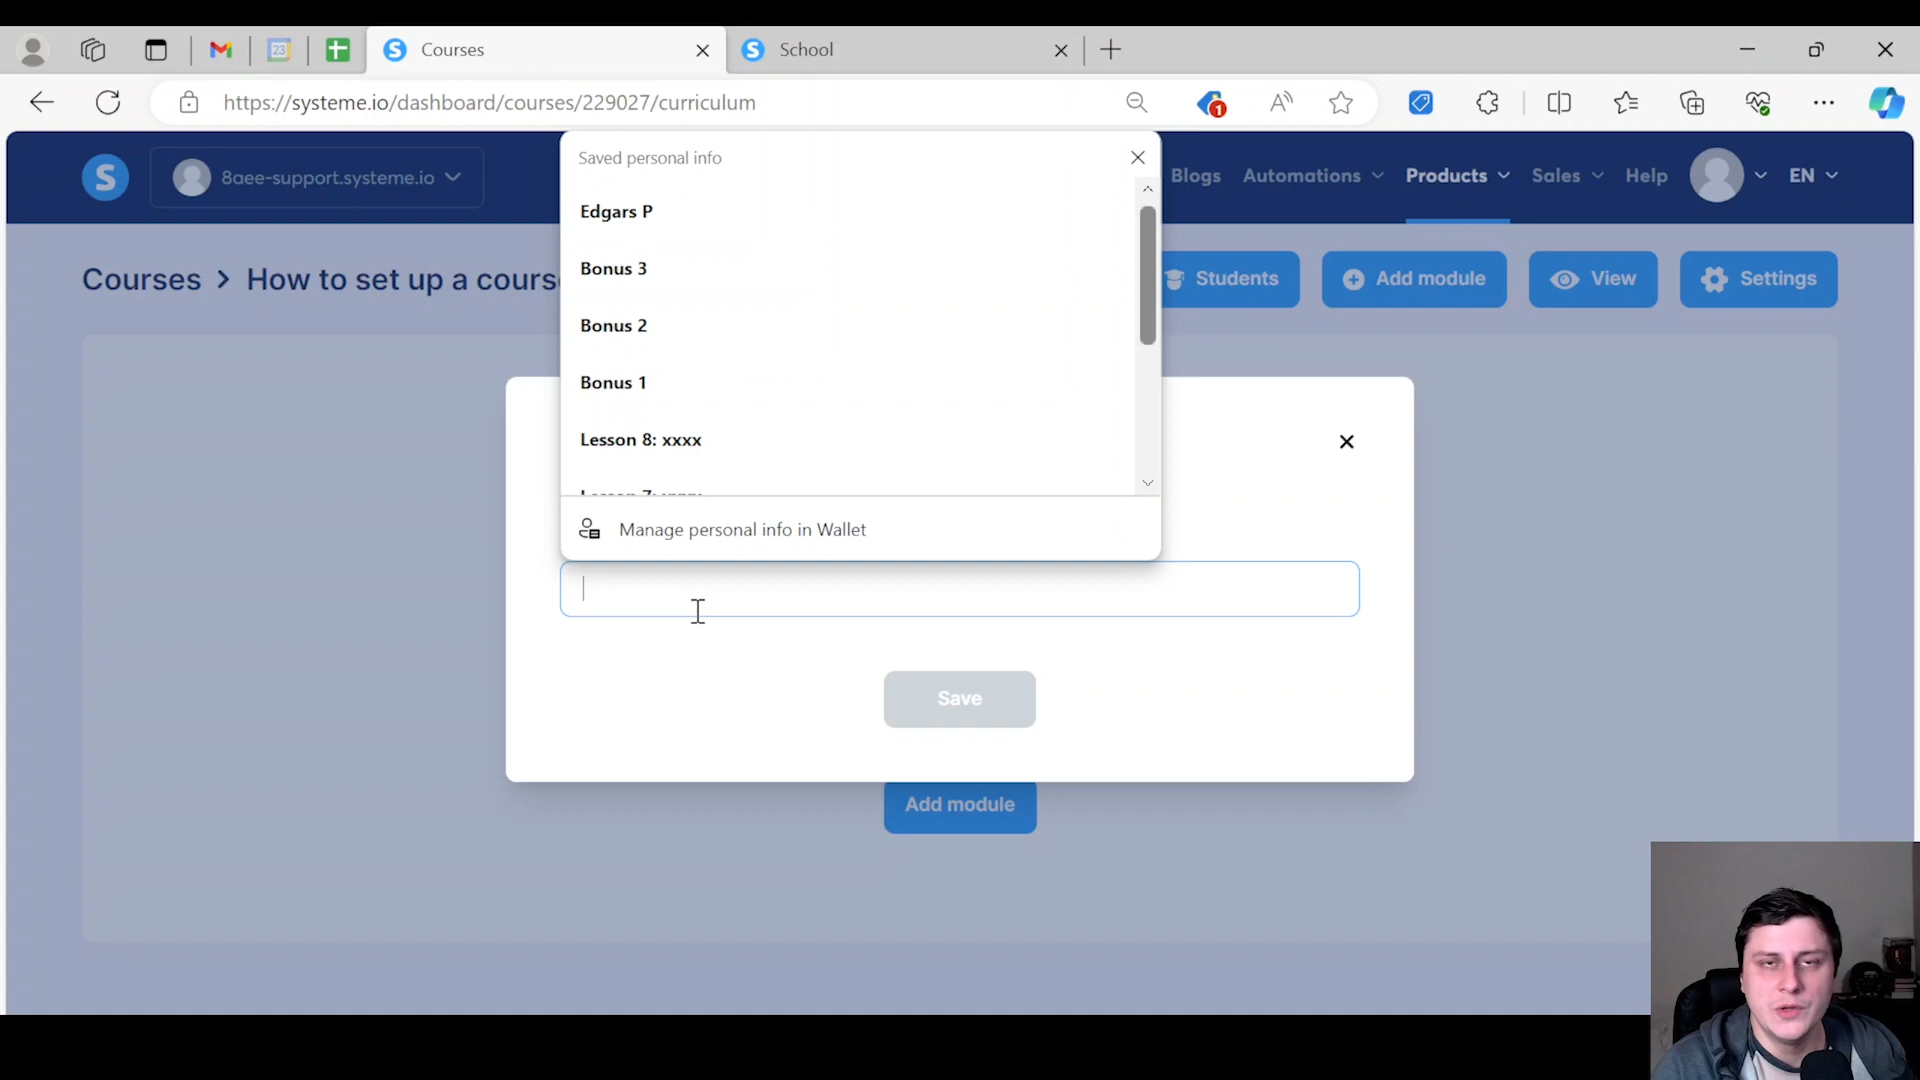 Courses
School
https://systeme.io/dashboard/courses/229027/curriculum
1
23
S
8aee-support.systeme.io
Blogs
Automations
Products
Sales
Help
EN
Saved personal info
Edgars P
Bonus 3
Bonus 2
Bonus 1
Lesson 8: xxxx
Manage personal info in Wallet
Courses > How to set up a cours
Students
Add module
View
Settings
Save
Add module